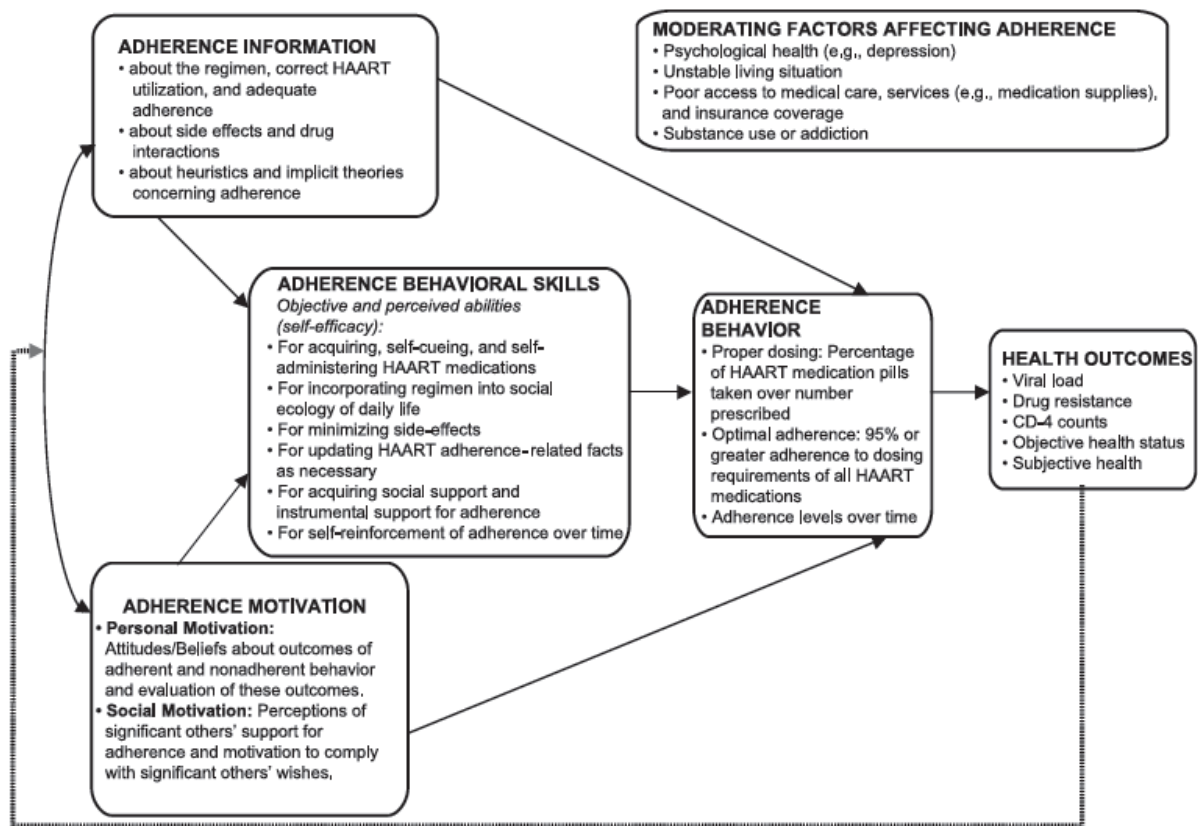 ADHERENCE INFORMATION
• about the regimen, correct HAART
utilization, and adequate
adherence
• about side effects and drug
interactions
• about heuristics and implicit theories
concerning adherence
MODERATING FACTORS AFFECTING ADHERENCE
• Psychological health (e.g., depression)
• Unstable living situation
• Poor access to medical care, services (e.g., medication supplies),
and insurance coverage
• Substance use or addiction
ADHERENCE BEHAVIORAL SKILLS
Objective and perceived abilities
(self-efficacy):
• For acquiring, self-cueing, and self-
administering HAART medications
• For incorporating regimen into social
ecology of daily life
• For minimizing side-effects
• For updating HAART adherence-related facts
as necessary
• For acquiring social support and
instrumental support for adherence
• For self-reinforcement of adherence over time
ADHERENCE
BEHAVIOR
• Proper dosing: Percentage
of HAART medication pills
taken over number
prescribed
• Optimal adherence: 95% or
greater adherence to dosing
requirements of all HAART
medications
• Adherence levels over time
HEALTH OUTCOMES
• Viral load
• Drug resistance
• CD-4 counts
• Objective health status
• Subjective health
ADHERENCE MOTIVATION
• Personal Motivation:
Attitudes/Beliefs about outcomes of
adherent and nonadherent behavior
and evaluation of these outcomes.
• Social Motivation: Perceptions of
significant others' support for
adherence and motivation to comply
with significant others' wishes.